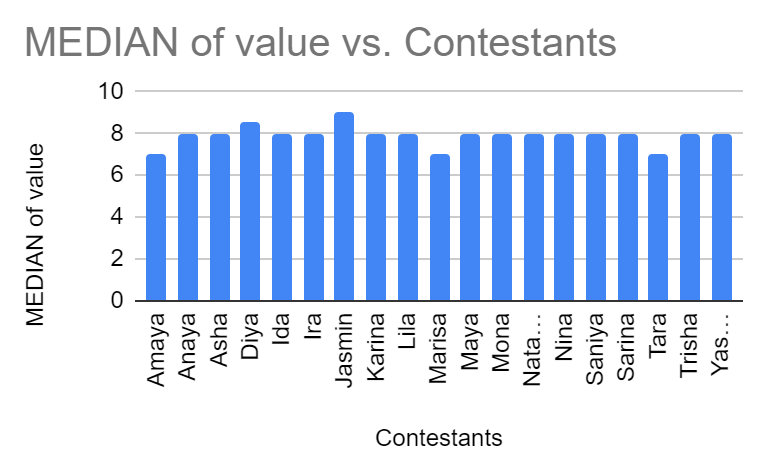 MEDIAN of value vs. Contestants
MEDIAN of value
10
8
6
4
2
0
Amaya
Anaya
Asha
Diya
Ida
Ira
Jasmin
Karina
Lila
Marisa
Maya
Mona
Nata…
Nina
Saniya
Sarina
Tara
Trisha
Yas…
Contestants